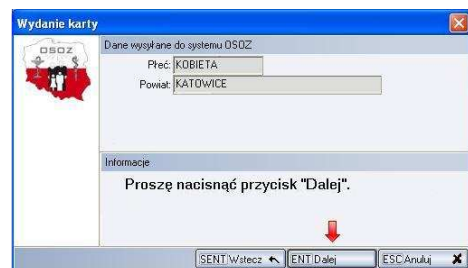 Wydanie karty
OSOZ
Dane wysyłane do systemu OSOZ
Płeć: KOBIETA
Powiat: KATOWICE
Informacje
Proszę nacisnąć przycisk "Dalej".
SENT Wstecz ENT Dalej ESC Anuluj